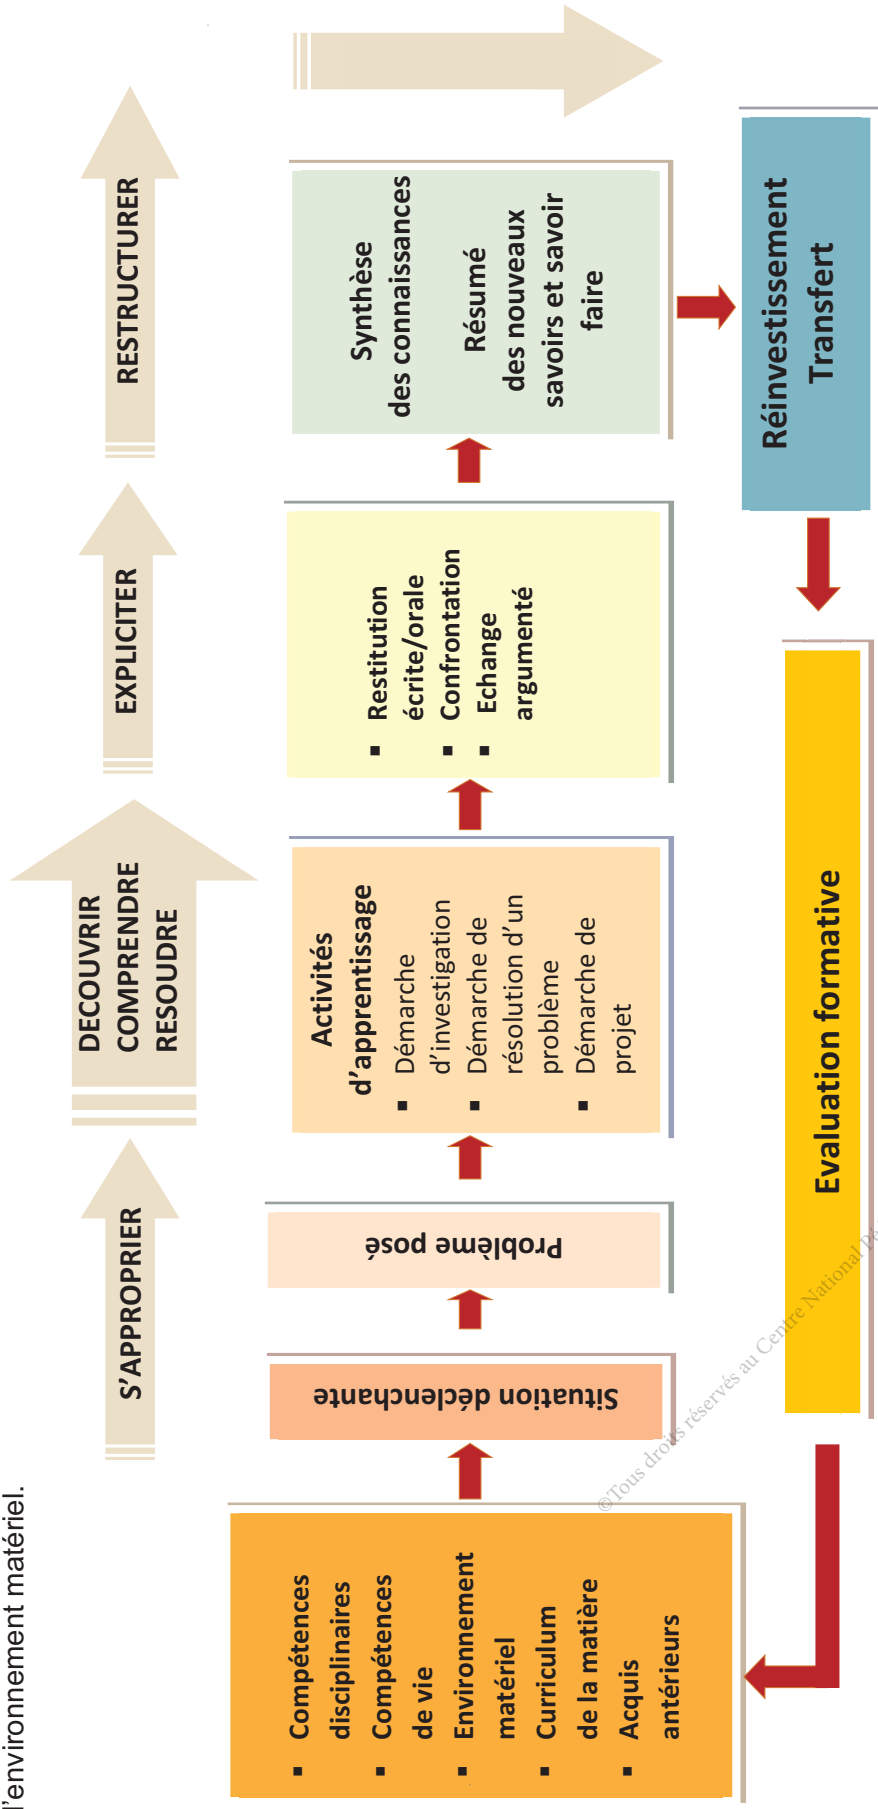 l'environnement matériel.
S'APPROPRIER
DECOUVRIR
COMPRENDRE
RESOUDRE
EXPLICITER
RESTRUCTURER
▪ Compétences
disciplinaires
▪ Compétences
de vie
▪ Environnement
matériel
▪ Curriculum
de la matière
▪ Acquis
antérieurs
Situation déclenchante
Problème posé
Activités
d'apprentissage
▪ Démarche
d'investigation
▪ Démarche de
résolution d'un
problème
▪ Démarche de
projet
▪ Restitution
écrite/orale
▪ Confrontation
▪ Echange
argumenté
Synthèse
des connaissances
Résumé
des nouveaux
savoirs et savoir
faire
Réinvestissement
Transfert
Evaluation formative
©Tous droits réservés au Centre National